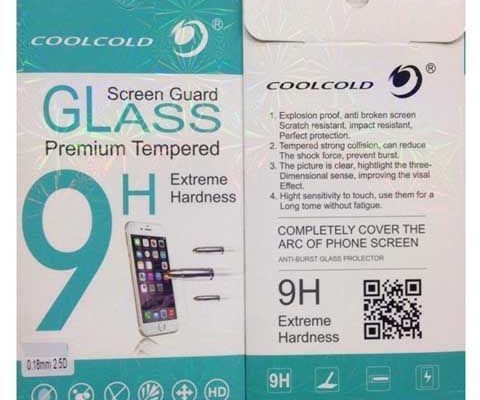 COOLCOLD ®
Screen Guard
GLASS
Premium Tempered
9H Extreme
Hardness
0.18mm 2.5D
HD
COOLCOLD ®
1. Explosion proof, anti broken screen
Scratch resistant, impact resistant,
Perfect protection.
2. Tempered strong collision, can reduce
The shock force, prevent burst.
3. The picture is clear, highlight the three-
Dimensional sense, improving the visal
Effect.
4. Hight sensitivity to touch, use them for a
Long tome without fatigue.
COMPLETELY COVER THE
ARC OF PHONE SCREEN
ANTI-BURST GLASS PROLECTOR
9H
Extreme
Hardness
9H